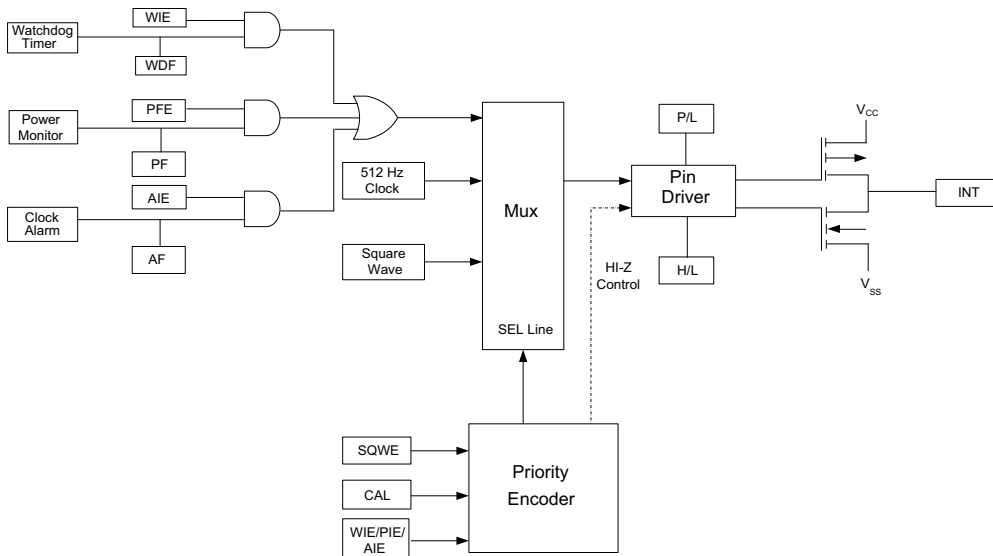 Watchdog
Timer
WIE
WDF
Power
Monitor
PFE
PF
Clock
Alarm
AIE
AF
512 Hz
Clock
Square
Wave
Mux
SEL Line
P/L
Pin
Driver
H/L
HI-Z
Control
VCC
INT
VSS
SQWE
CAL
WIE/PIE/
AIE
Priority
Encoder